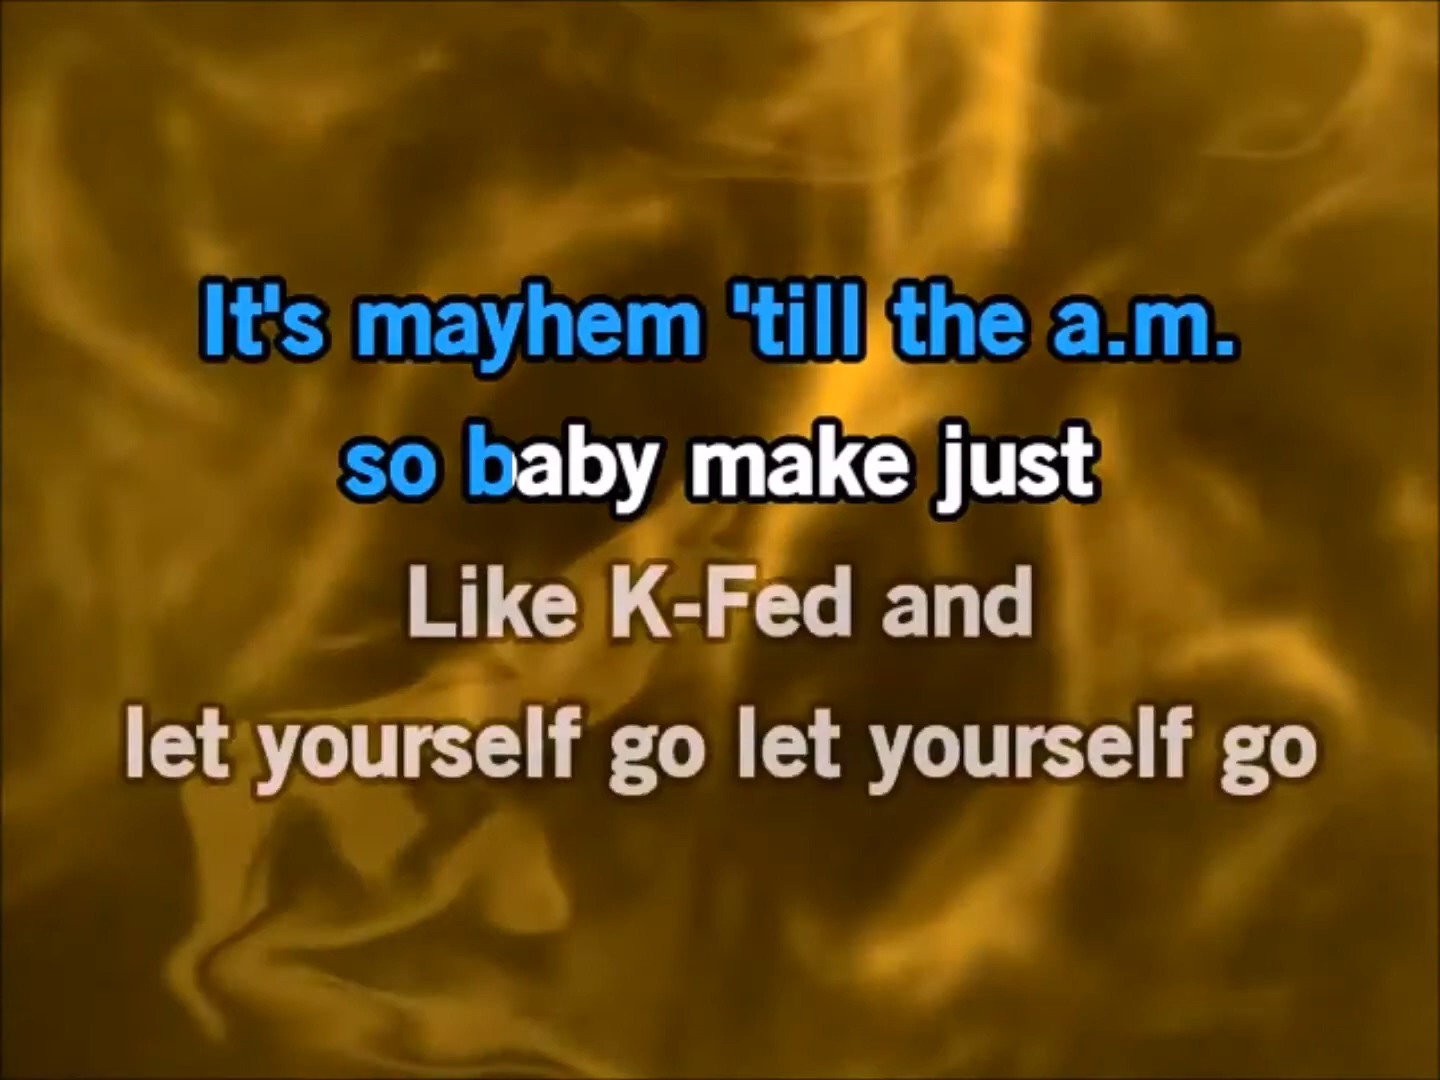 It's mayhem 'till the a.m.
so baby make just
Like K-Fed and
let yourself go let yourself go